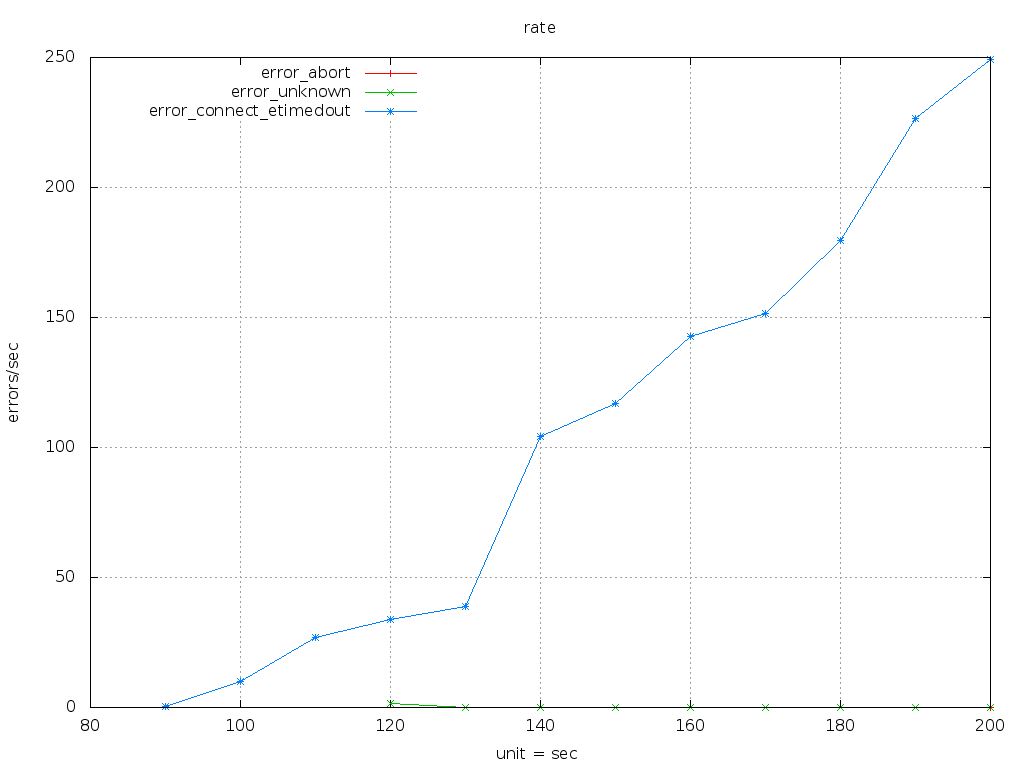 rate
250
200
150
100
50
0
errors/sec
error_abort
error_unknown
error_connect_etimedout
80 100 120 140 160 180 200
unit = sec